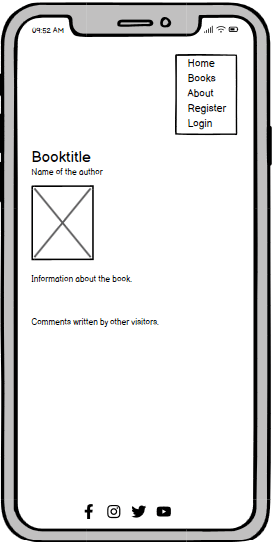 09:52 AM
Home
Books
About
Register
Login
Booktitle
Name of the author
Information about the book.
Comments written by other visitors.